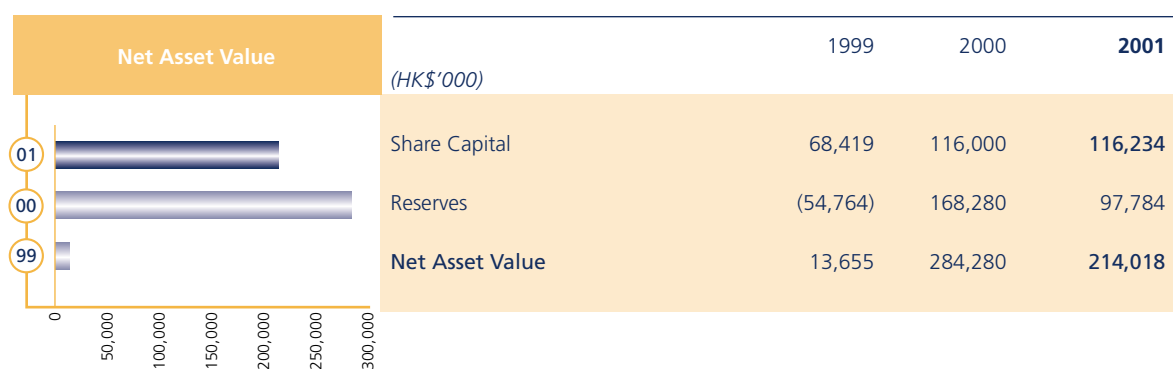 Net Asset Value
01
00
99
0
50,000
100,000
150,000
200,000
250,000
300,000
1999 2000 2001
(HK$'000)
Share Capital 68,419 116,000 116,234
Reserves (54,764) 168,280 97,784
Net Asset Value 13,655 284,280 214,018